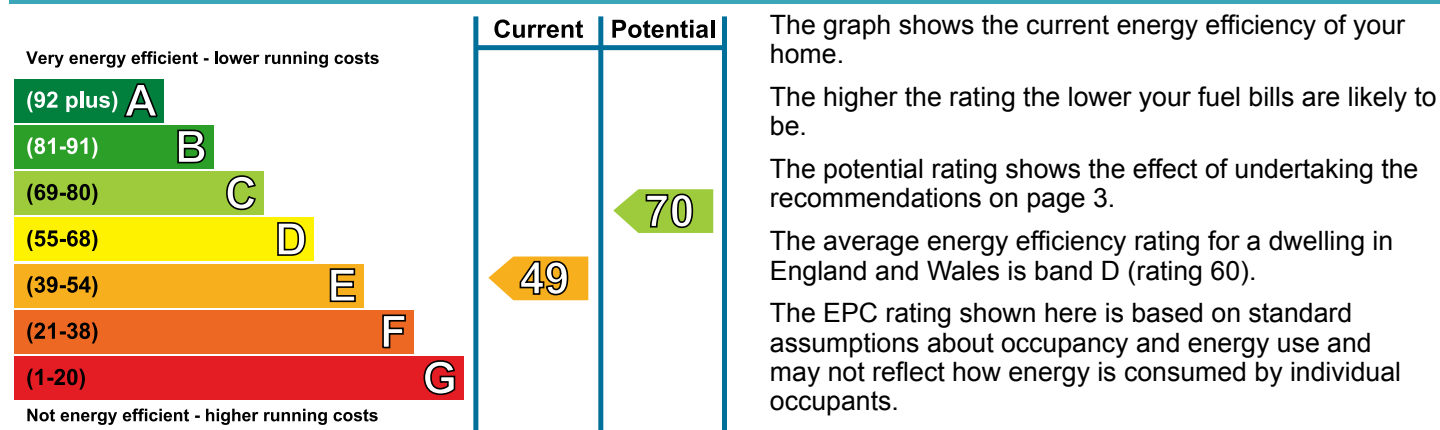 Current Potential
Very energy efficient - lower running costs
(92 plus) A
(81-91) B
(69-80) C
(55-68) D
(39-54) E
(21-38) F
(1-20) G
Not energy efficient - higher running costs
49
70
The graph shows the current energy efficiency of your
home.
The higher the rating the lower your fuel bills are likely to
be.
The potential rating shows the effect of undertaking the
recommendations on page 3.
The average energy efficiency rating for a dwelling in
England and Wales is band D (rating 60).
The EPC rating shown here is based on standard
assumptions about occupancy and energy use and
may not reflect how energy is consumed by individual
occupants.